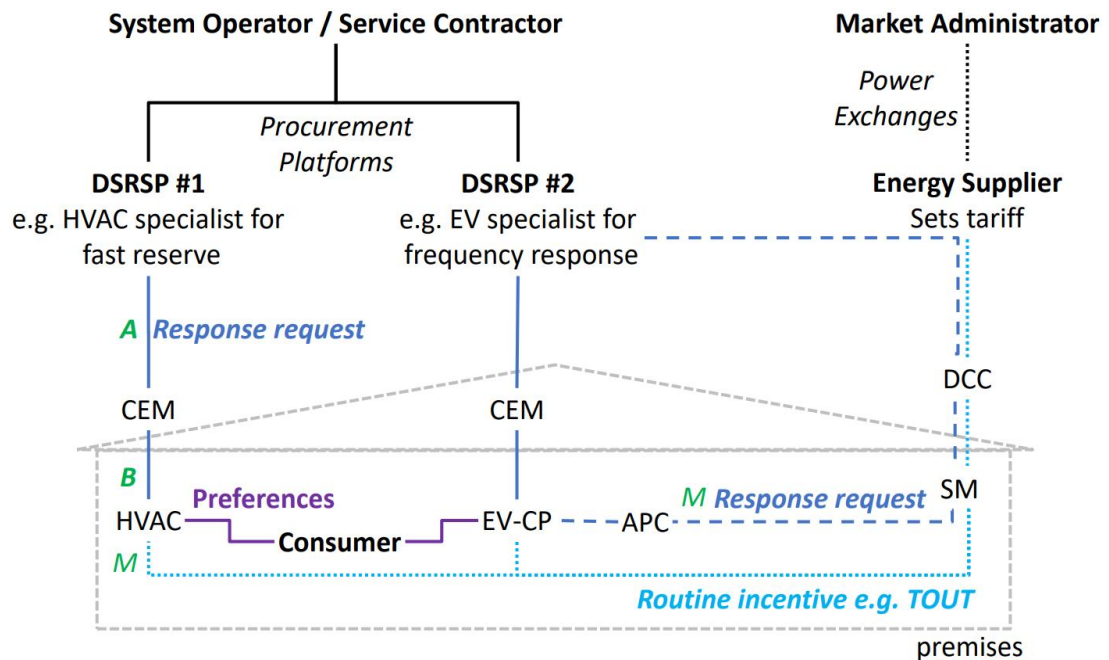 System Operator / Service Contractor
Market Administrator
Power
Exchanges
Procurement
Platforms
DSRSP #1
e.g. HVAC specialist for
fast reserve
DSRSP #2
e.g. EV specialist for
frequency response
Energy Supplier
Sets tariff
A Response request
DCC
CEM
CEM
B
Preferences
M Response request
SM
HVAC
Consumer
EV-CP
APC
M
Routine incentive e.g. TOUT
premises